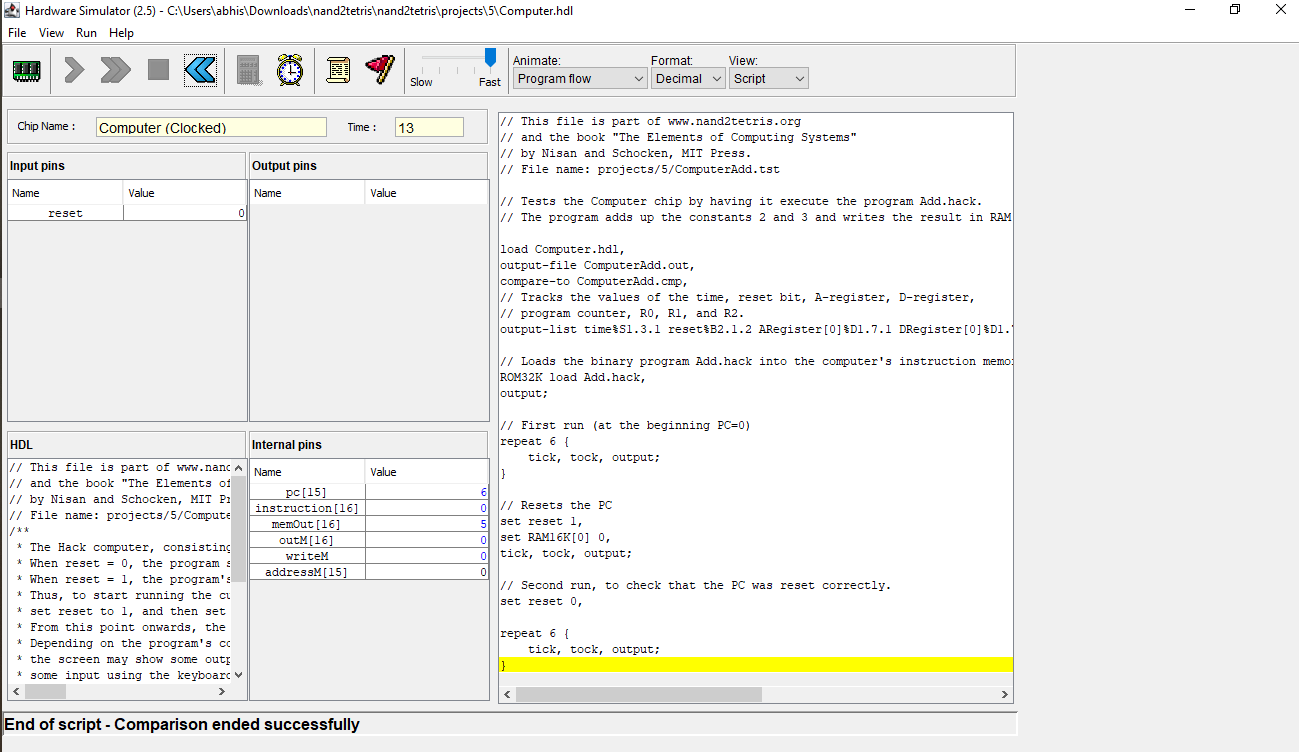 Hardware Simulator (2.5) - C:\Users\abhis\Downloads\nand2tetris\nand2tetris\projects\5\Computer.hdl
File View Run Help
Slow Fast
Animate: Format: View:
Program flow Decimal Script
Chip Name : Computer (Clocked) Time : 13
Input pins
Name Value
reset 0
Output pins
Name Value
HDL
// This file is part of www.nand
// and the book "The Elements of
// by Nisan and Schocken, MIT Pr
// File name: projects/5/Compute
/**
* The Hack computer, consisting
* When reset = 0, the program s
* When reset = 1, the program's
* Thus, to start running the cu
* set reset to 1, and then set
* From this point onwards, the
* Depending on the program's co
* the screen may show some outp
* some input using the keyboard
Internal pins
Name Value
pc[15] 6
instruction[16] 0
memOut[16] 5
outM[16] 0
writeM 0
addressM[15] 0
// This file is part of www.nand2tetris.org
// and the book "The Elements of Computing Systems"
// by Nisan and Schocken, MIT Press.
// File name: projects/5/ComputerAdd.tst
// Tests the Computer chip by having it execute the program Add.hack.
// The program adds up the constants 2 and 3 and writes the result in RAM
load Computer.hdl,
output-file ComputerAdd.out,
compare-to ComputerAdd.cmp,
// Tracks the values of the time, reset bit, A-register, D-register,
// program counter, R0, R1, and R2.
output-list time%S1.3.1 reset%B2.1.2 ARegister[0]%D1.7.1 DRegister[0]%D1.
// Loads the binary program Add.hack into the computer's instruction memo
ROM32K load Add.hack,
output;
// First run (at the beginning PC=0)
repeat 6 {
tick, tock, output;
}
// Resets the PC
set reset 1,
set RAM16K[0] 0,
tick, tock, output;
// Second run, to check that the PC was reset correctly.
set reset 0,
repeat 6 {
tick, tock, output;
}
End of script - Comparison ended successfully